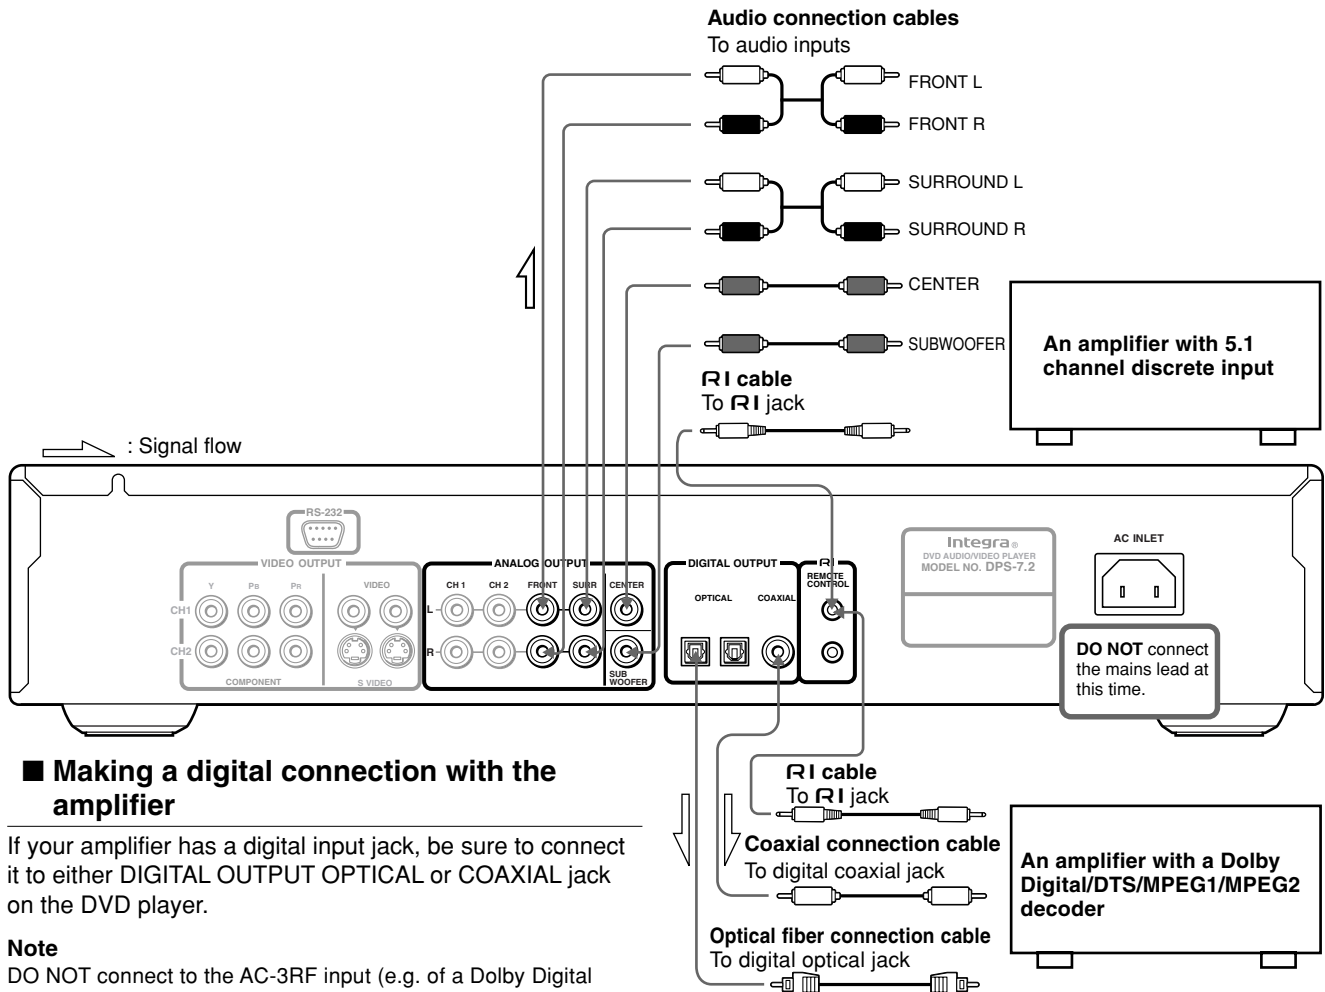 Audio connection cables
To audio inputs
FRONT L
FRONT R
SURROUND L
SURROUND R
CENTER
SUBWOOFER
An amplifier with 5.1
channel discrete input
RI cable
To RI jack
: Signal flow
RS-232
VIDEO OUTPUT
Y PB PR VIDEO
CH1
CH2
COMPONENT
S VIDEO
ANALOG OUTPUT
CH 1 CH 2 FRONT SURR CENTER
L
R
SUB
WOOFER
DIGITAL OUTPUT
OPTICAL COAXIAL
RI
REMOTE
CONTROL
Integra®
DVD AUDIO/VIDEO PLAYER
MODEL NO. DPS-7.2
AC INLET
DO NOT connect
the mains lead at
this time.
■ Making a digital connection with the
amplifier
If your amplifier has a digital input jack, be sure to connect
it to either DIGITAL OUTPUT OPTICAL or COAXIAL jack
on the DVD player.
Note
DO NOT connect to the AC-3RF input (e.g. of a Dolby Digital
RI cable
To RI jack
Coaxial connection cable
To digital coaxial jack
Optical fiber connection cable
To digital optical jack
An amplifier with a Dolby
Digital/DTS/MPEG1/MPEG2
decoder